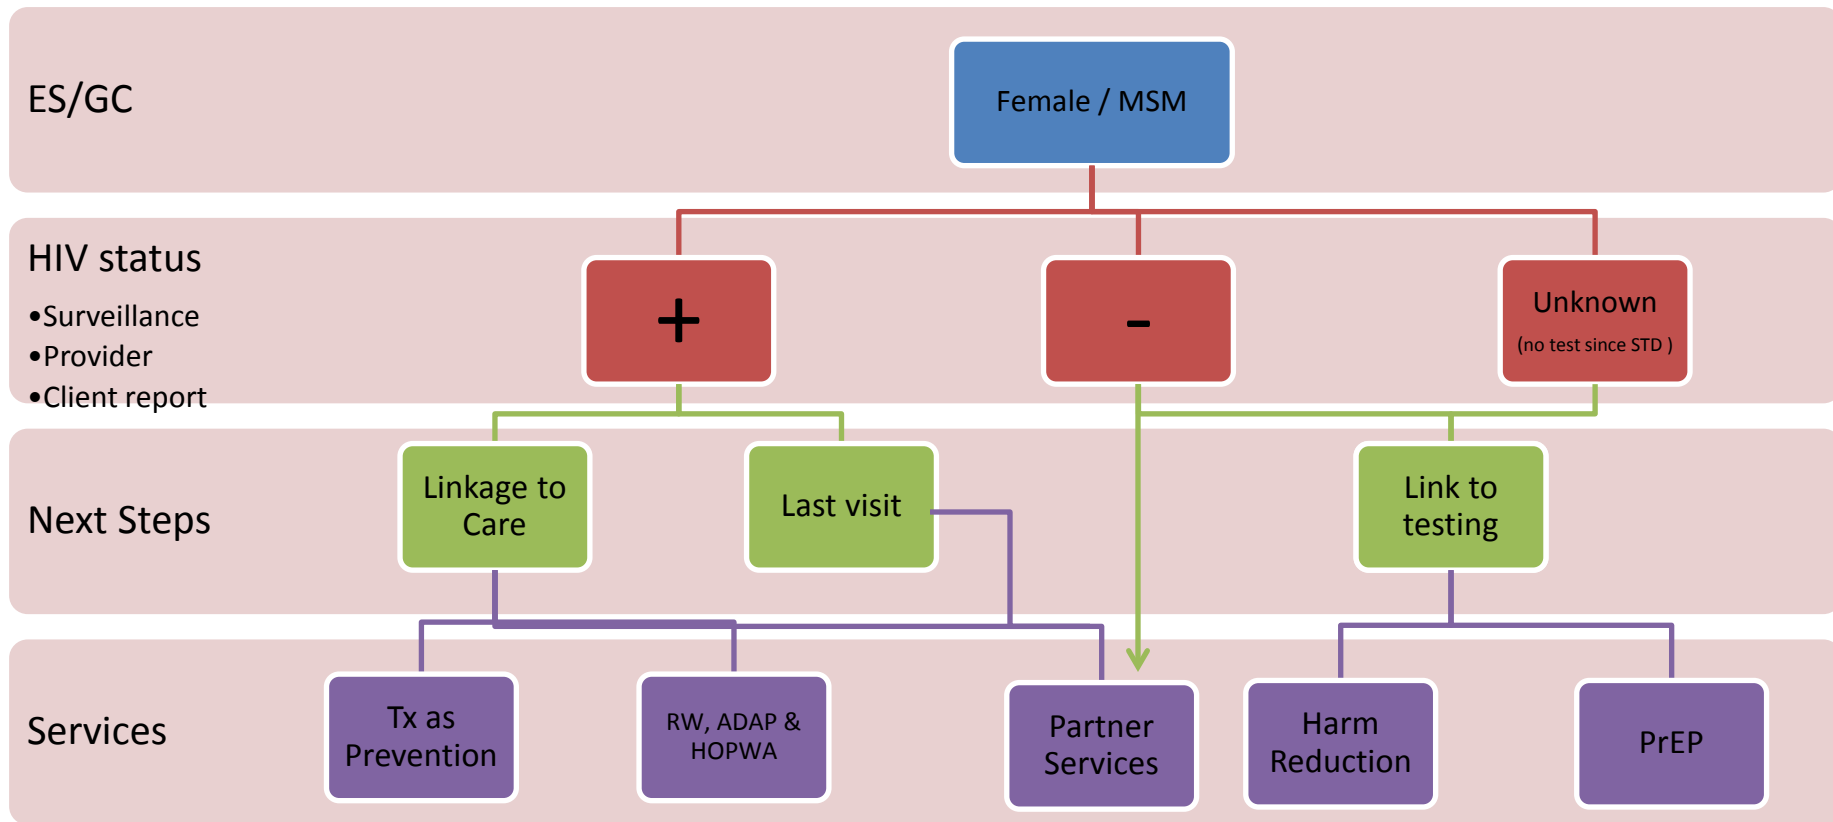 ES/GC
Female / MSM
HIV status
•Surveillance
•Provider
•Client report
+
-
Unknown
(no test since STD )
Next Steps
Linkage to
Care
Last visit
Link to
testing
Services
Tx as
Prevention
RW, ADAP &
HOPWA
Partner
Services
Harm
Reduction
PrEP